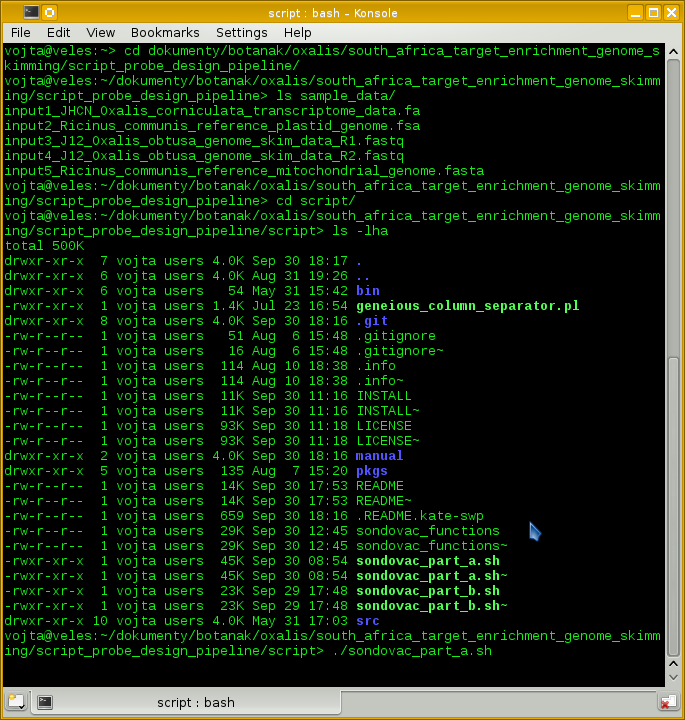 script : bash – Konsole
File Edit View Bookmarks Settings Help
vojta@veles:~> cd dokumenty/botanak/oxalis/south_africa_target_enrichment_genome_s
kimming/script_probe_design_pipeline/
vojta@veles:~/dokumenty/botanak/oxalis/south_africa_target_enrichment_genome_skimm
ing/script_probe_design_pipeline> ls sample_data/
input1_JHCN_Oxalis_corniculata_transcriptome_data.fa
input2_Ricinus_communis_reference_plastid_genome.fsa
input3_J12_Oxalis_obtusa_genome_skim_data_R1.fastq
input4_J12_Oxalis_obtusa_genome_skim_data_R2.fastq
input5_Ricinus_communis_reference_mitochondrial_genome.fasta
vojta@veles:~/dokumenty/botanak/oxalis/south_africa_target_enrichment_genome_skimm
ing/script_probe_design_pipeline> cd script/
vojta@veles:~/dokumenty/botanak/oxalis/south_africa_target_enrichment_genome_skimm
ing/script_probe_design_pipeline/script> ls -lha
total 500K
drwxr-xr-x  7 vojta users 4.0K Sep 30 18:17 .
drwxr-xr-x  6 vojta users 4.0K Aug 31 19:26 ..
drwxr-xr-x  6 vojta users   54 May 31 15:42 bin
-rwxr-xr-x  1 vojta users 1.4K Jul 23 16:54 geneious_column_separator.pl
drwxr-xr-x  8 vojta users 4.0K Sep 30 18:16 .git
-rw-r--r--  1 vojta users   51 Aug  6 15:48 .gitignore
-rw-r--r--  1 vojta users   16 Aug  6 15:48 .gitignore~
-rw-r--r--  1 vojta users  114 Aug 10 18:38 .info
-rw-r--r--  1 vojta users  114 Aug 10 18:38 .info~
-rw-r--r--  1 vojta users  11K Sep 30 11:16 INSTALL
-rw-r--r--  1 vojta users  11K Sep 30 11:16 INSTALL~
-rw-r--r--  1 vojta users  93K Sep 30 11:18 LICENSE
-rw-r--r--  1 vojta users  93K Sep 30 11:18 LICENSE~
drwxr-xr-x  2 vojta users 4.0K Sep 30 18:16 manual
drwxr-xr-x  5 vojta users  135 Aug  7 15:20 pkgs
-rw-r--r--  1 vojta users  14K Sep 30 17:53 README
-rw-r--r--  1 vojta users  14K Sep 30 17:53 README~
-rw-r--r--  1 vojta users  659 Sep 30 18:16 .README.kate-swp
-rw-r--r--  1 vojta users  29K Sep 30 12:45 sondovac_functions
-rw-r--r--  1 vojta users  29K Sep 30 12:45 sondovac_functions~
-rwxr-xr-x  1 vojta users  45K Sep 30 08:54 sondovac_part_a.sh
-rwxr-xr-x  1 vojta users  45K Sep 30 08:54 sondovac_part_a.sh~
-rwxr-xr-x  1 vojta users  23K Sep 29 17:48 sondovac_part_b.sh
-rwxr-xr-x  1 vojta users  23K Sep 29 17:48 sondovac_part_b.sh~
drwxr-xr-x 10 vojta users 4.0K May 31 17:03 src
vojta@veles:~/dokumenty/botanak/oxalis/south_africa_target_enrichment_genome_skimm
ing/script_probe_design_pipeline/script> ./sondovac_part_a.sh
script : bash